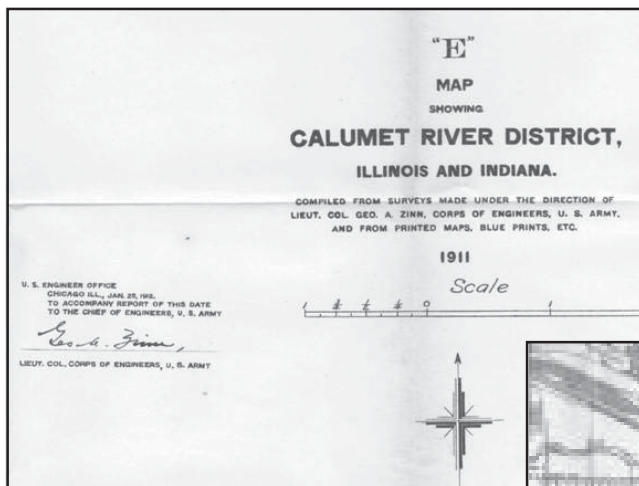 "E"
MAP
SHOWING
CALUMET RIVER DISTRICT,
ILLINOIS AND INDIANA.
COMPILED FROM SURVEYS MADE UNDER THE DIRECTION OF
LIEUT. COL. GEO. A. ZINN, CORPS OF ENGINEERS, U. S. ARMY,
AND FROM PRINTED MAPS, BLUE PRINTS, ETC.
1911
Scale
1 0 1
U. S. ENGINEER OFFICE
CHICAGO ILL., JAN. 25, 1912.
TO ACCOMPANY REPORT OF THIS DATE
TO THE CHIEF OF ENGINEERS, U. S. ARMY
Geo. A. Zinn,
LIEUT. COL. CORPS OF ENGINEERS, U. S. ARMY